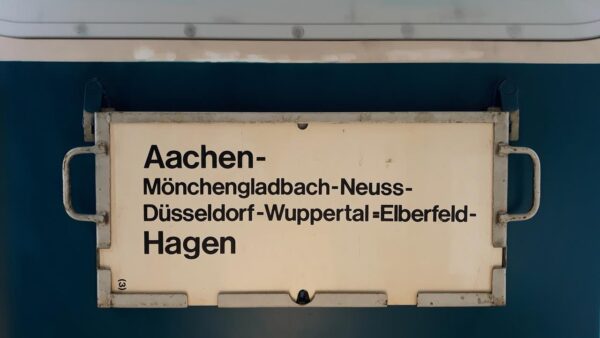 Aachen-
Mönchengladbach-Neuss-
Düsseldorf-Wuppertal=Elberfeld-
Hagen
(3)